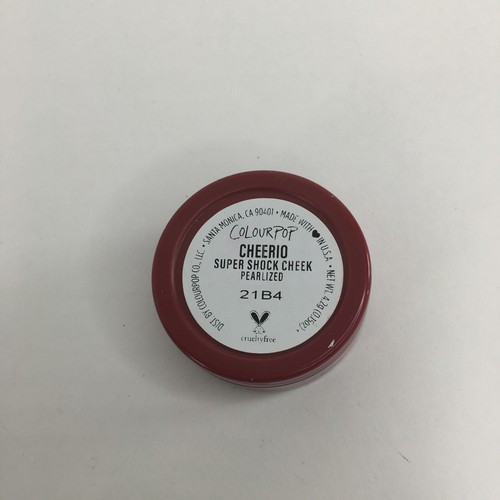 DIST. BY COLOURPOP CO., LLC. • SANTA MONICA, CA 90401 • MADE WITH ♥ IN U.S.A. • NET WT. 4.2g (0.15oz) •
COLOURPOP
CHEERIO
SUPER SHOCK CHEEK
PEARLIZED
21B4
crueltyfree